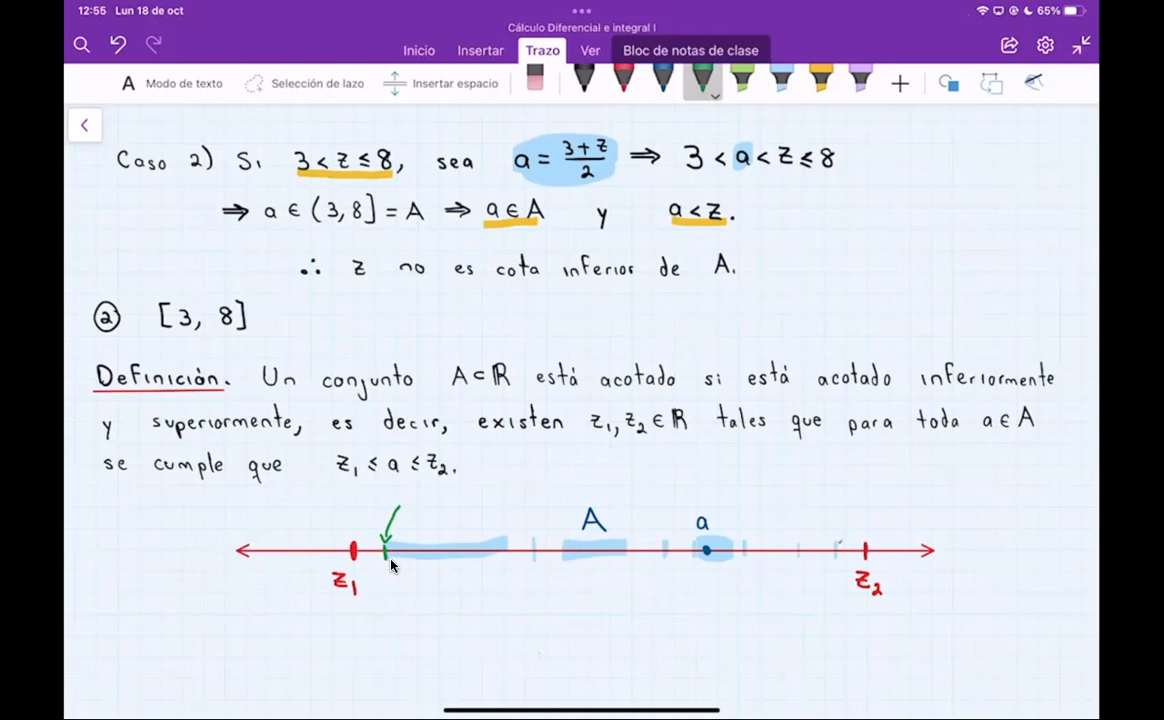 12:55 Lun 18 de oct
65%
Cálculo Diferencial e integral I
Inicio Insertar Trazo Ver Bloc de notas de clase
A Modo de texto Selección de lazo Insertar espacio
Caso 2) Si 3 < z ≤ 8, sea a = (3+z)/2 ⇒ 3 < a < z ≤ 8
⇒ a ∈ (3, 8] = A ⇒ a ∈ A y a < z.
∴ z no es cota inferior de A.
② [3, 8]
Definición. Un conjunto A ⊂ ℝ está acotado si está acotado inferiormente
y superiormente, es decir, existen z₁, z₂ ∈ ℝ tales que para toda a ∈ A
se cumple que z₁ ≤ a ≤ z₂.
A a
z₁ z₂